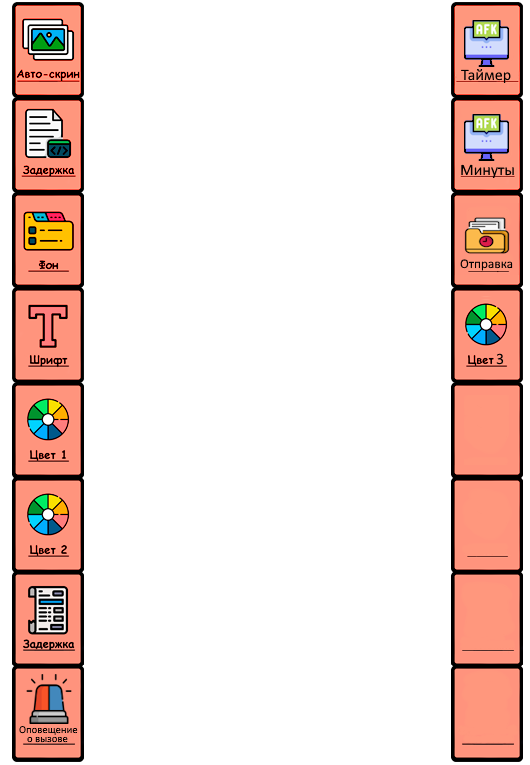 Авто-скрин
Задержка
</>
Фон
Т
Шрифт
Цвет 1
Цвет 2
Задержка
Оповещение
о вызове
AFK
Таймер
AFK
Минуты
Отправка
Цвет 3